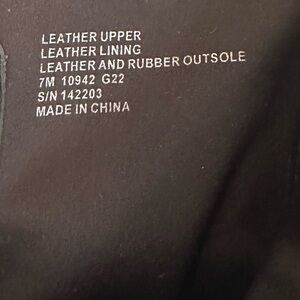 LEATHER UPPER
LEATHER LINING
LEATHER AND RUBBER OUTSOLE
7M 10942 G22
S/N 142203
MADE IN CHINA